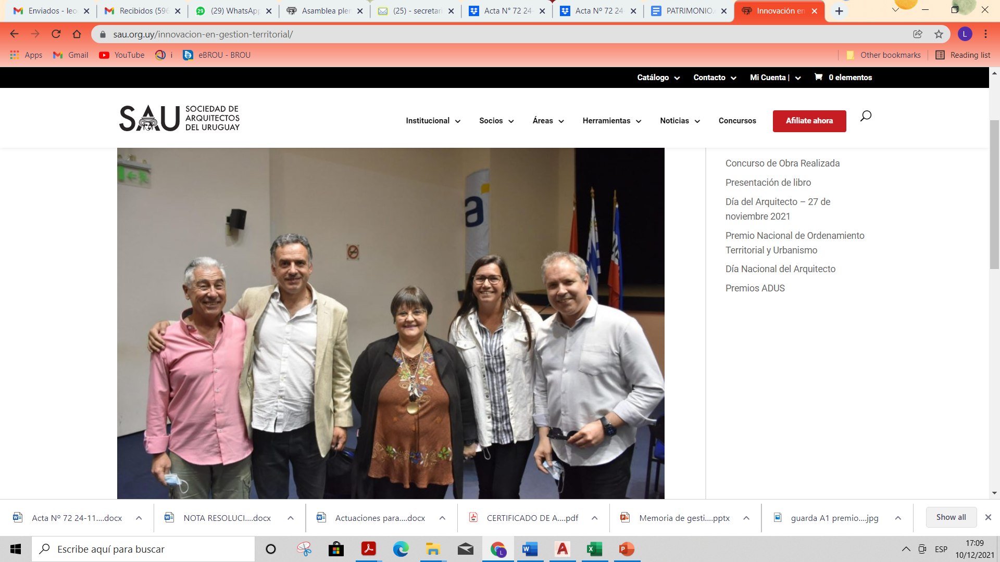 Enviados - leo
Recibidos (596
(29) WhatsApp
Asamblea plen
(25) - secretari
Acta N° 72 24-
Acta Nº 72 24
PATRIMONIO.
Innovación en
sau.org.uy/innovacion-en-gestion-territorial/
L
Apps
Gmail
YouTube
i
eBROU - BROU
Other bookmarks
Reading list
Catálogo
Contacto
Mi Cuenta |
0 elementos
SAU
SOCIEDAD DE
ARQUITECTOS
DEL URUGUAY
Institucional
Socios
Áreas
Herramientas
Noticias
Concursos
Afiliate ahora
a
Concurso de Obra Realizada
Presentación de libro
Día del Arquitecto – 27 de
noviembre 2021
Premio Nacional de Ordenamiento
Territorial y Urbanismo
Día Nacional del Arquitecto
Premios ADUS
Acta Nº 72 24-11....docx
NOTA RESOLUCI....docx
Actuaciones para....docx
CERTIFICADO DE A....pdf
Memoria de gesti....pptx
guarda A1 premio....jpg
Show all
Escribe aquí para buscar
ESP
17:09
10/12/2021